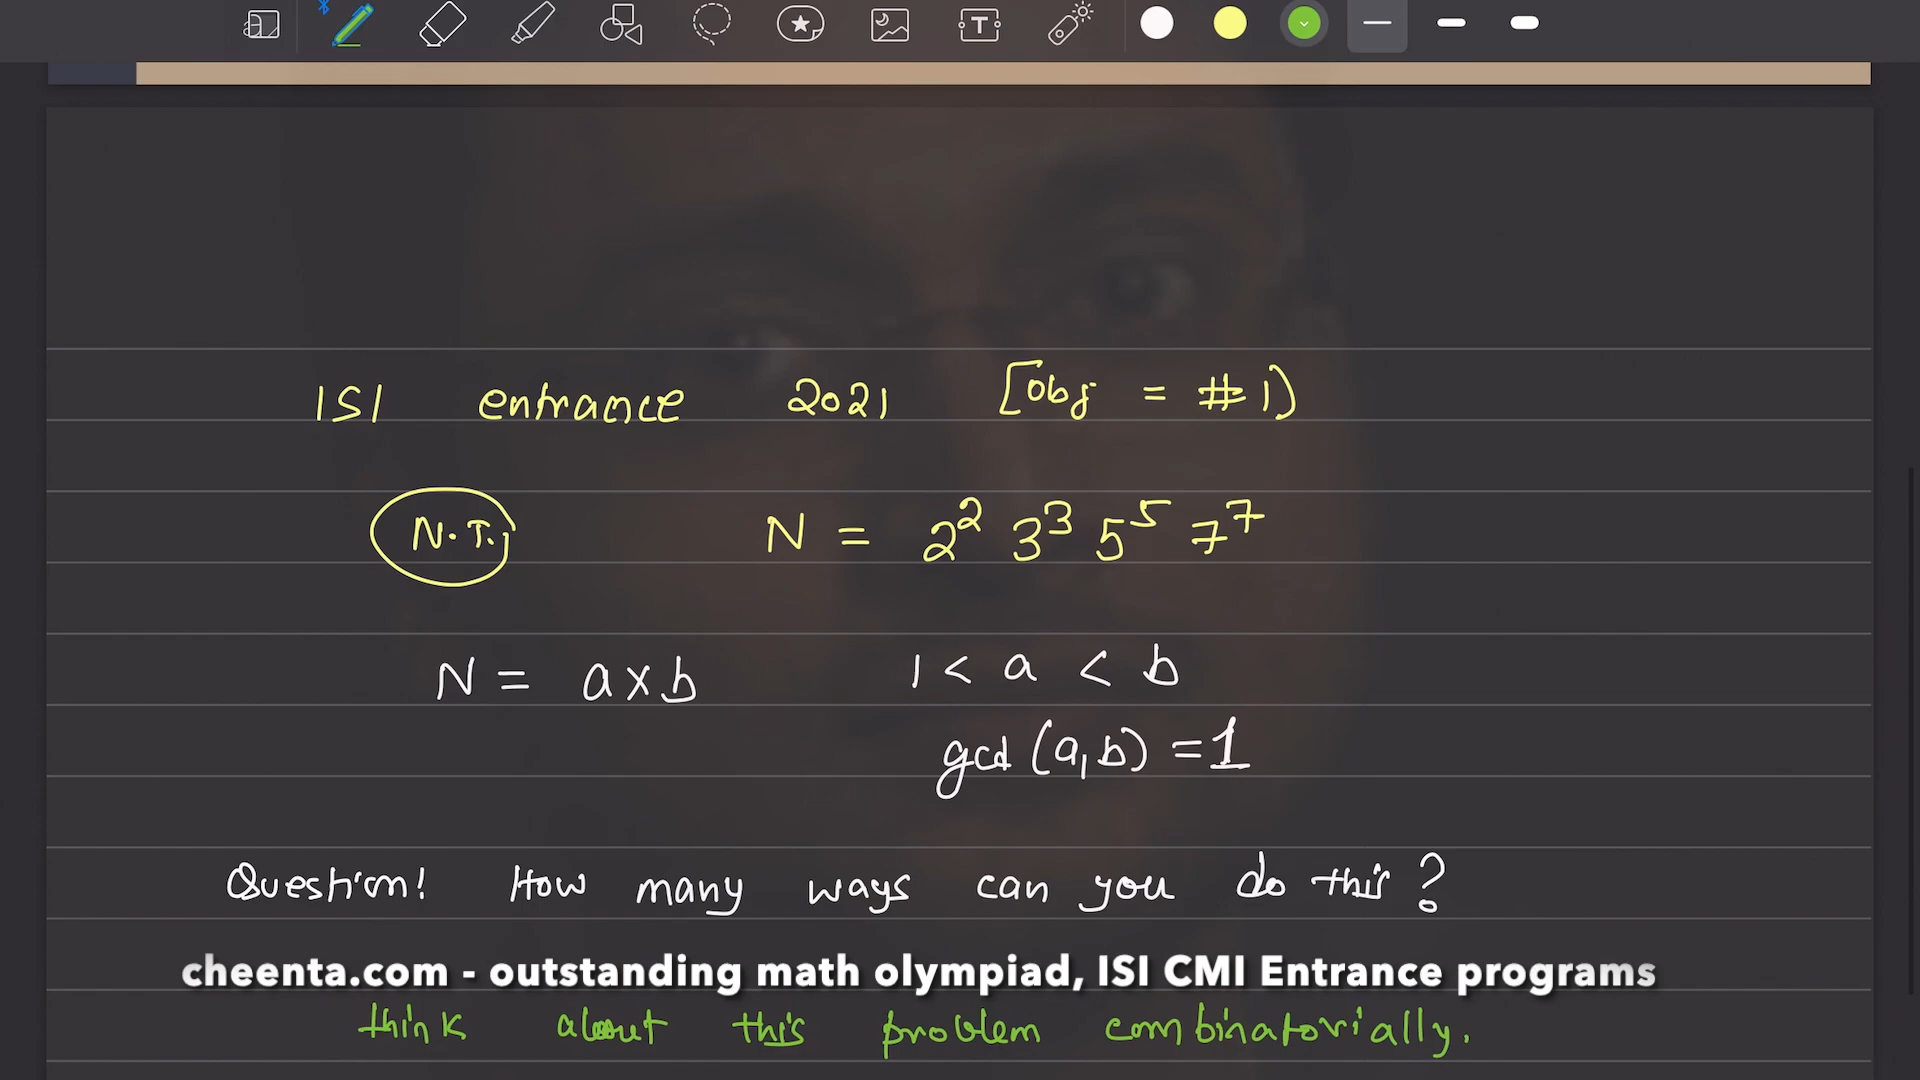 ISI entrance 2021 [obj = #1)
N.T. N = 2² 3³ 5⁵ 7⁷
N = a x b 1 < a < b
gcd (a, b) = 1
Question! How many ways can you do this ?
cheenta.com - outstanding math olympiad, ISI CMI Entrance programs
think about this problem combinatorially.